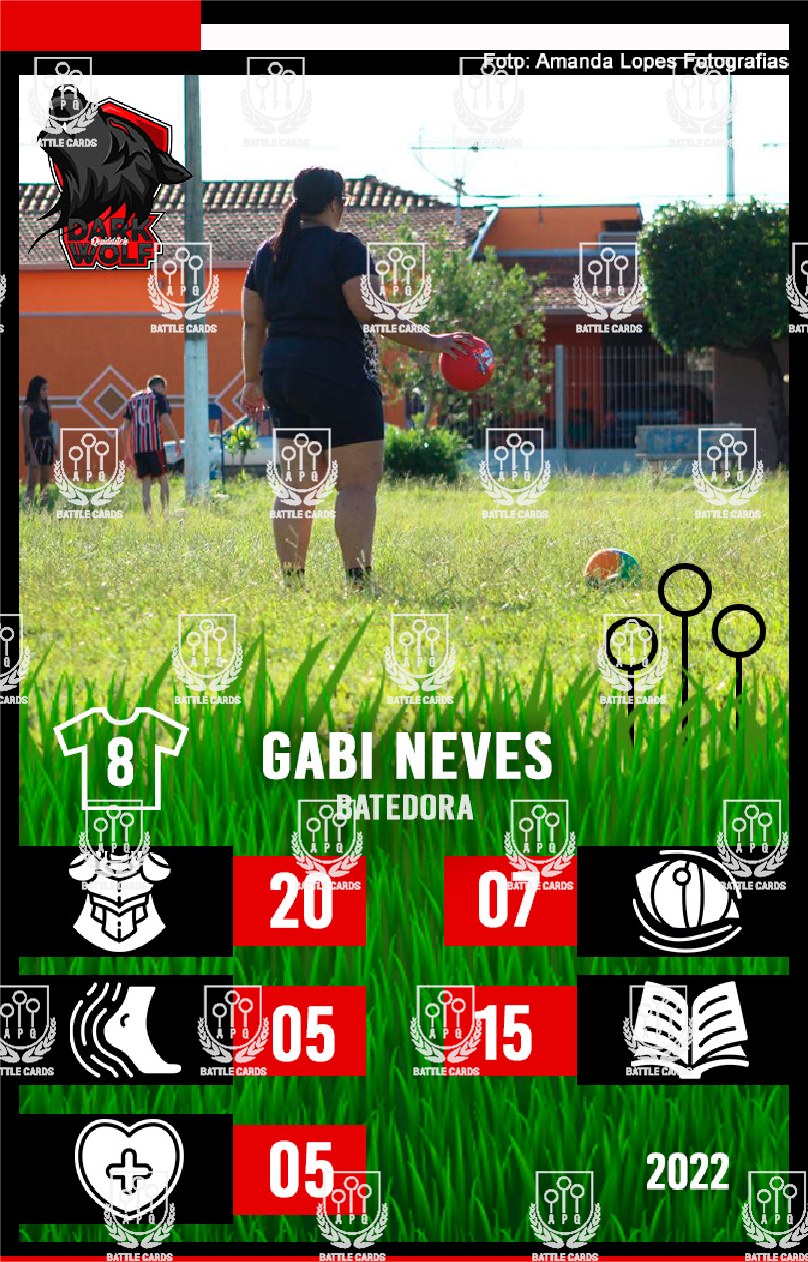 Foto: Amanda Lopes Fotografias
DARK
Quidditch
WOLF
8
GABI NEVES
BATEDORA
20
07
05
15
05
2022
APQ
BATTLE CARDS